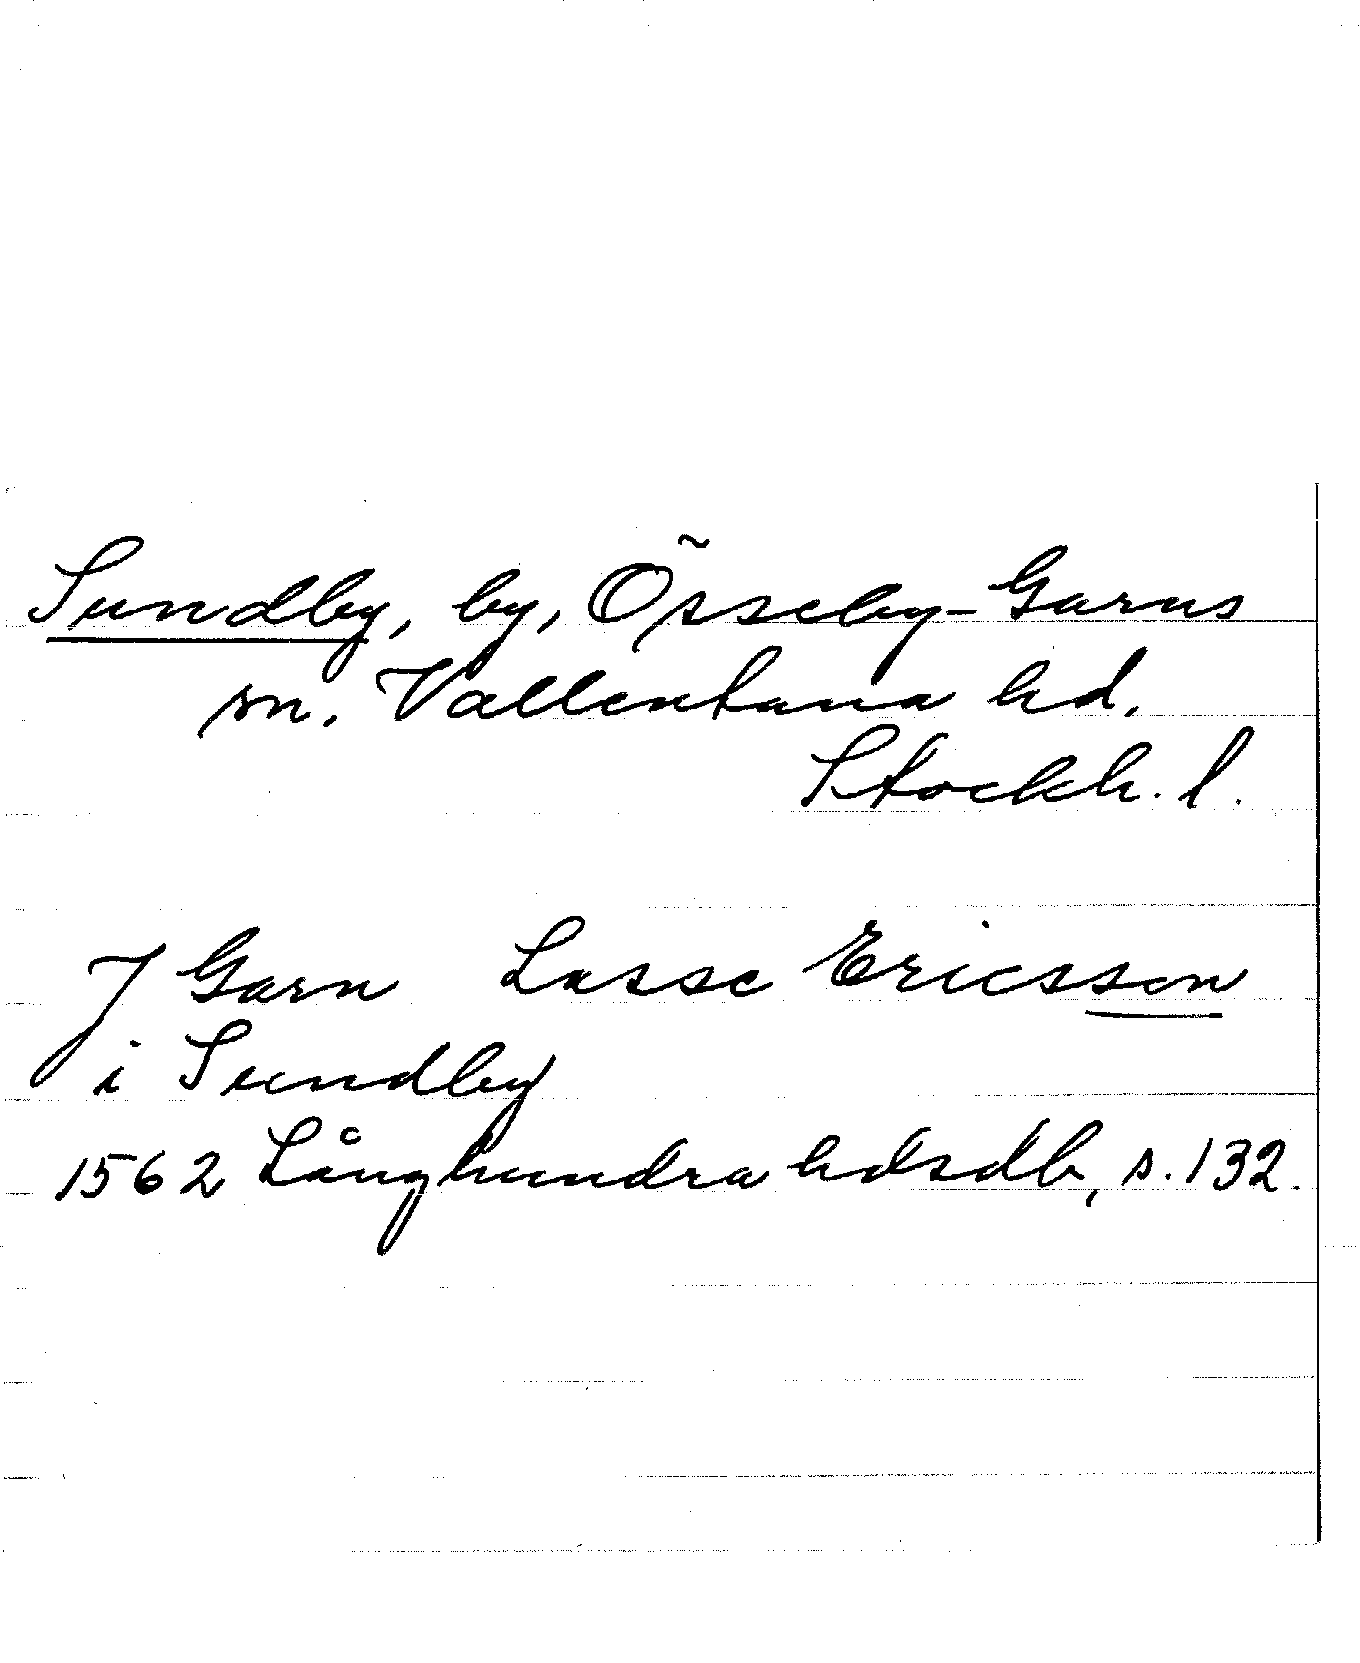 Sundby, by, Össeby-Garns
sn. Vallentuna hd.
Stockh. l.
J Garn Lasse Ericsson
i Sundby
1562 Långhundra hdsdb, s. 132.